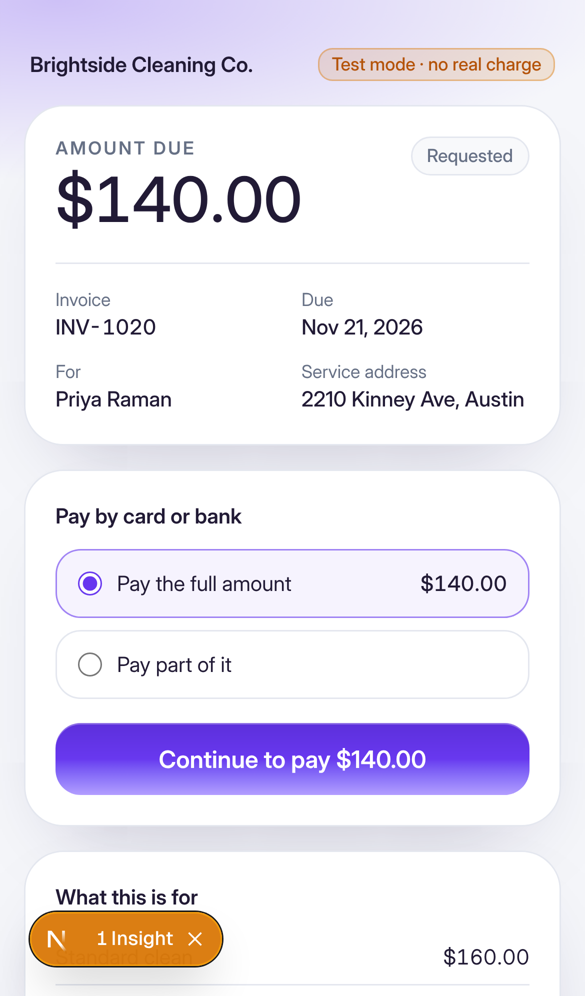 Brightside Cleaning Co.
Test mode · no real charge
AMOUNT DUE
Requested
$140.00
Invoice
Due
INV-1020
Nov 21, 2026
For
Service address
Priya Raman
2210 Kinney Ave, Austin
Pay by card or bank
Pay the full amount
$140.00
Pay part of it
Continue to pay $140.00
What this is for
N
1 Insight
Standard clean
$160.00